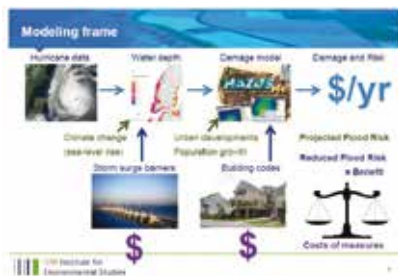 Modeling frame
Hurricane data
Water depth
Damage model
Damage and Risk
HAZUS
$/yr
Climate change
(sea-level rise)
Urban developments
Population growth
Projected Flood Risk
Reduced Flood Risk
= Benefit
Storm surge barriers
Building codes
$
$
Costs of measures
Institute for
Environmental Studies